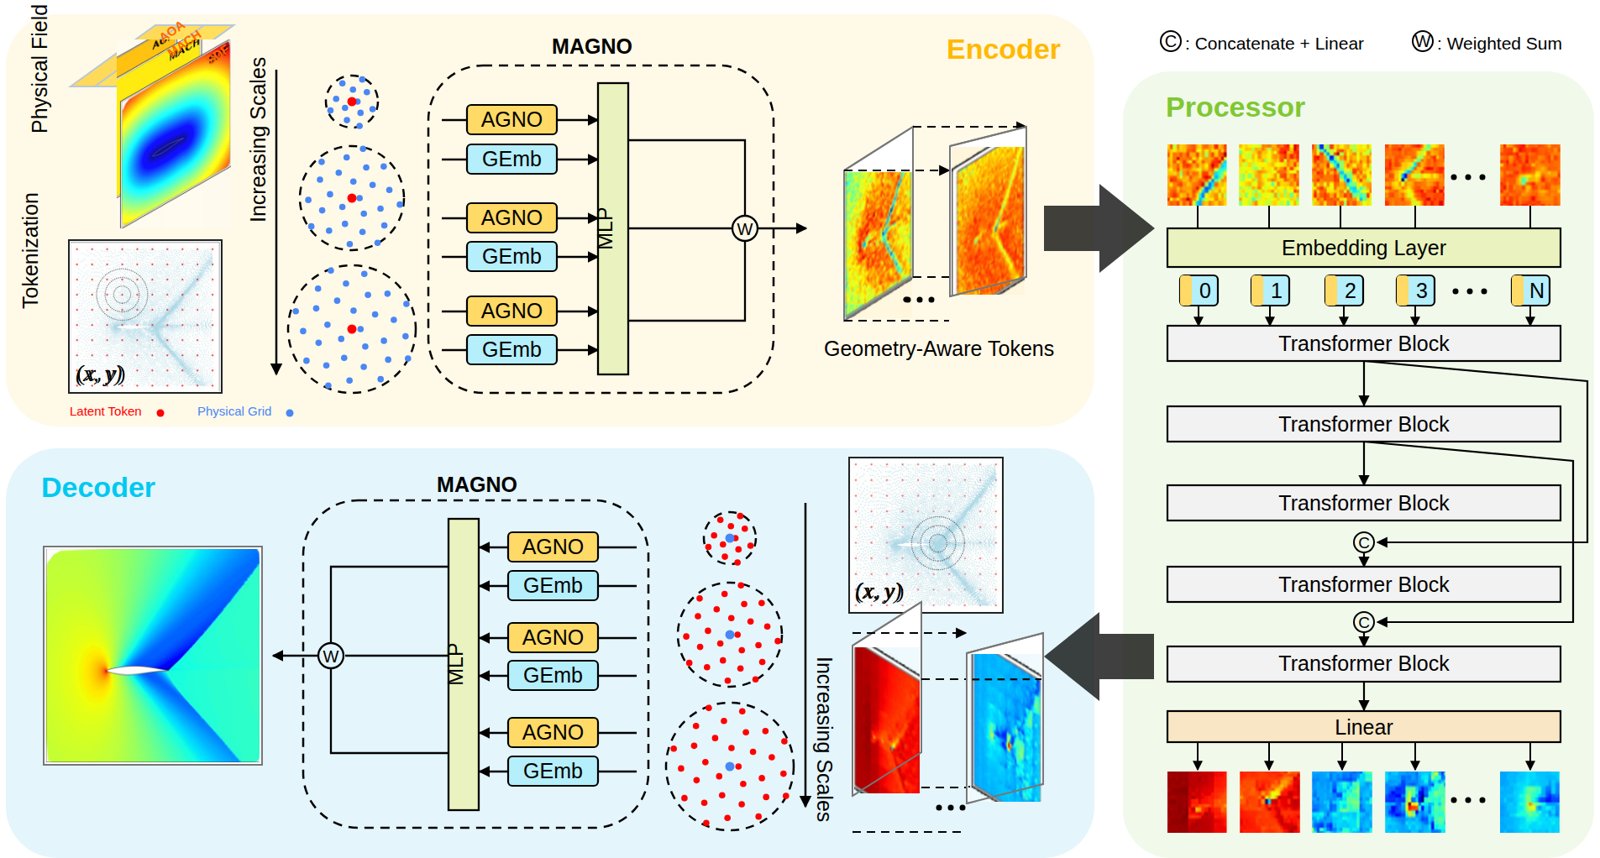 Physical Field
AOA
MACH
Tokenization
(x, y)
Latent Token
Physical Grid
Increasing Scales
MAGNO
AGNO
GEmb
AGNO
GEmb
AGNO
GEmb
MLP
W
Encoder
Geometry-Aware Tokens
C : Concatenate + Linear
W : Weighted Sum
Processor
Embedding Layer
0 1 2 3 N
Transformer Block
Transformer Block
Transformer Block
C
Transformer Block
C
Transformer Block
Linear
Decoder
MAGNO
W
MLP
AGNO
GEmb
AGNO
GEmb
AGNO
GEmb
Increasing Scales
(x, y)